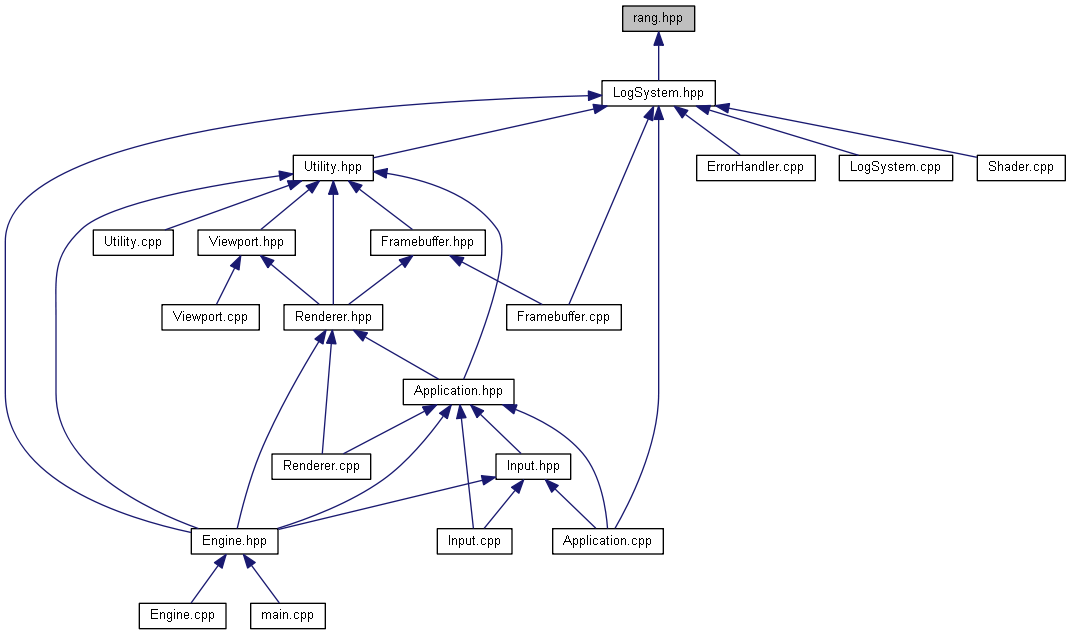 rang.hpp
LogSystem.hpp
Utility.hpp
ErrorHandler.cpp
LogSystem.cpp
Shader.cpp
Utility.cpp
Viewport.hpp
Framebuffer.hpp
Viewport.cpp
Renderer.hpp
Framebuffer.cpp
Application.hpp
Renderer.cpp
Input.hpp
Engine.hpp
Input.cpp
Application.cpp
Engine.cpp
main.cpp